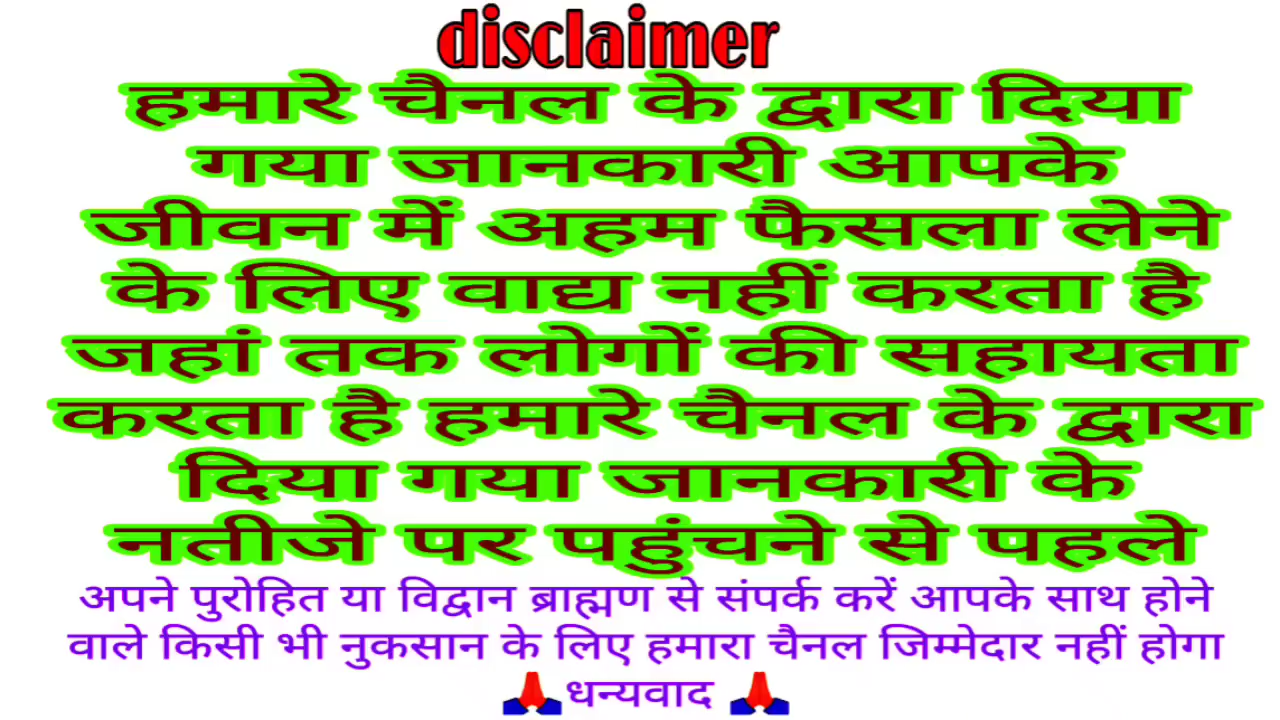 disclaimer
हमारे चैनल के द्वारा दिया
गया जानकारी आपके
जीवन में अहम फैसला लेने
के लिए वाद्य नहीं करता है
जहां तक लोगों की सहायता
करता है हमारे चैनल के द्वारा
दिया गया जानकारी के
नतीजे पर पहुंचने से पहले
अपने पुरोहित या विद्वान ब्राह्मण से संपर्क करें आपके साथ होने
वाले किसी भी नुकसान के लिए हमारा चैनल जिम्मेदार नहीं होगा
🙏धन्यवाद 🙏